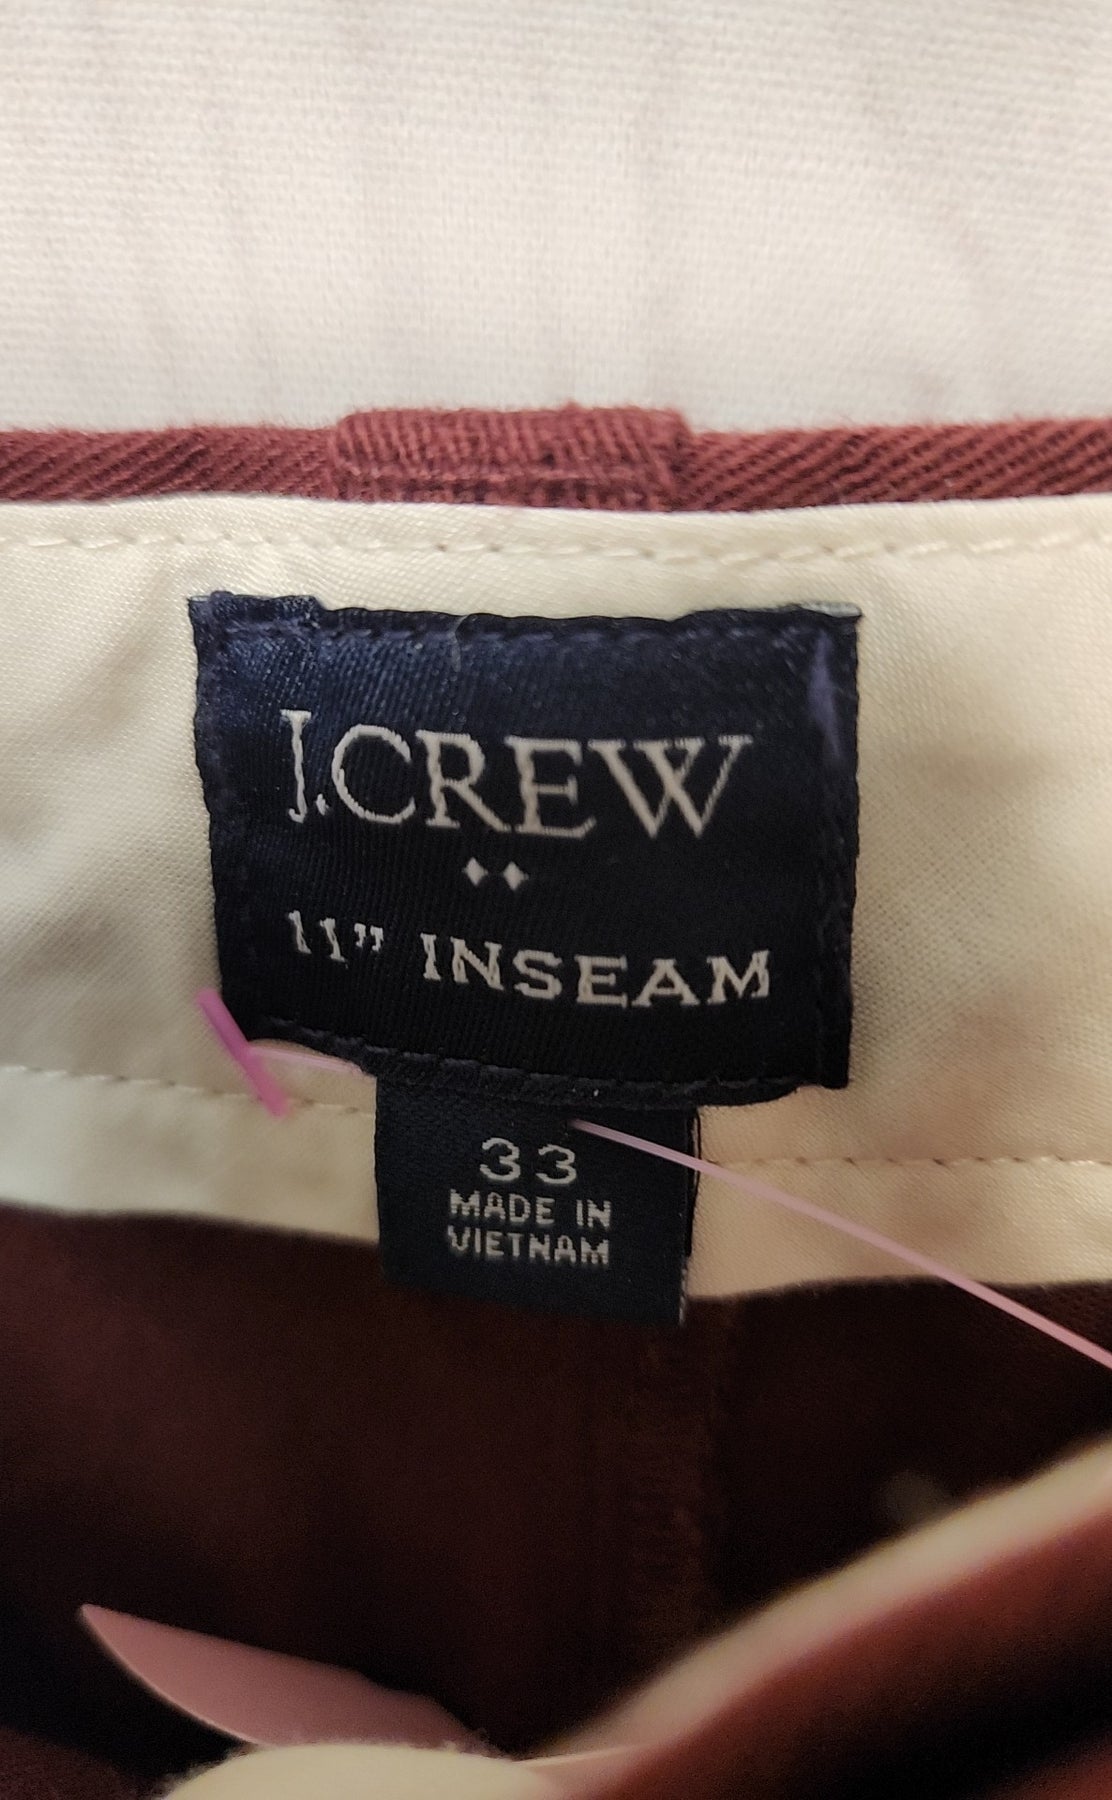 J.CREW
11" INSEAM
33
MADE IN
VIETNAM